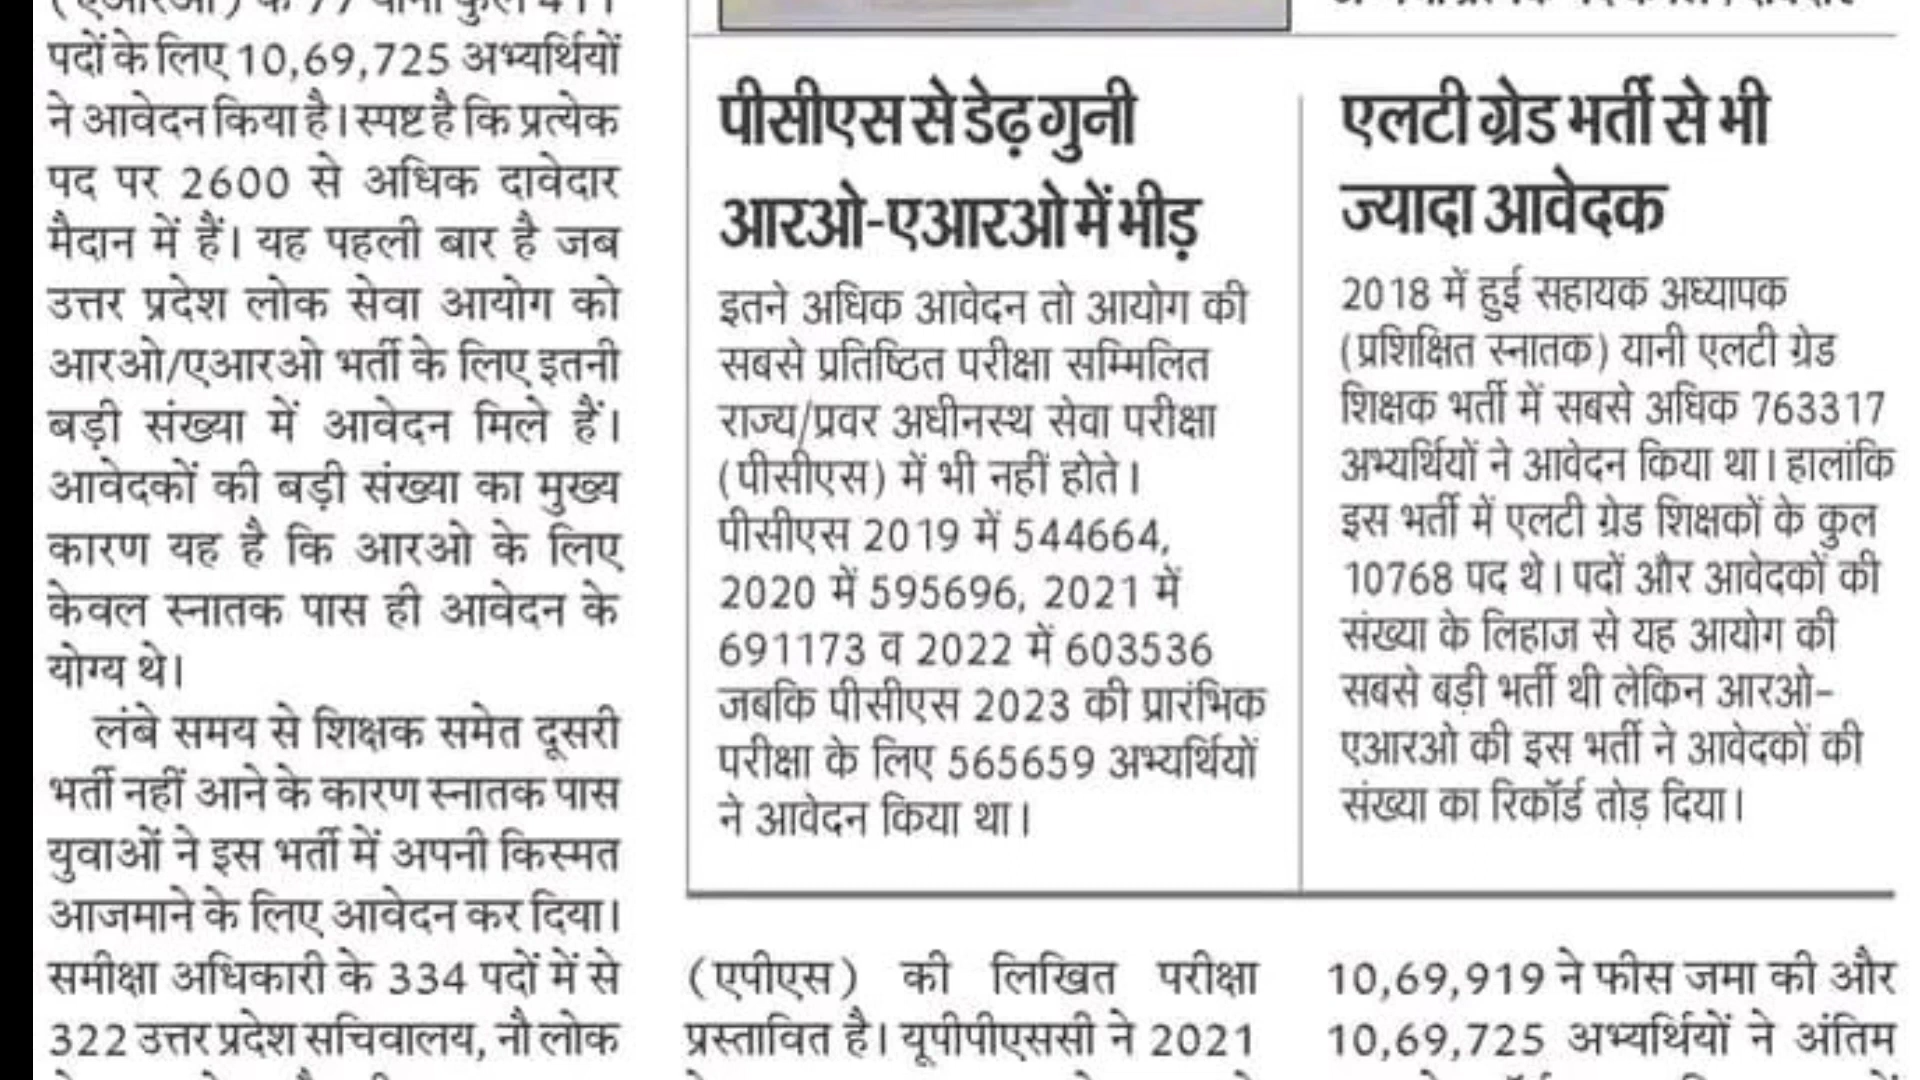 पदों के लिए 10,69,725 अभ्यर्थियों
ने आवेदन किया है। स्पष्ट है कि प्रत्येक
पद पर 2600 से अधिक दावेदार
मैदान में हैं। यह पहली बार है जब
उत्तर प्रदेश लोक सेवा आयोग को
आरओ/एआरओ भर्ती के लिए इतनी
बड़ी संख्या में आवेदन मिले हैं।
आवेदकों की बड़ी संख्या का मुख्य
कारण यह है कि आरओ के लिए
केवल स्नातक पास ही आवेदन के
योग्य थे।
लंबे समय से शिक्षक समेत दूसरी
भर्ती नहीं आने के कारण स्नातक पास
युवाओं ने इस भर्ती में अपनी किस्मत
आजमाने के लिए आवेदन कर दिया।
समीक्षा अधिकारी के 334 पदों में से
322 उत्तर प्रदेश सचिवालय, नौ लोक
पीसीएस से डेढ़ गुनी
आरओ-एआरओ में भीड़
इतने अधिक आवेदन तो आयोग की
सबसे प्रतिष्टित परीक्षा सम्मिलित
राज्य/प्रवर अधीनस्थ सेवा परीक्षा
(पीसीएस) में भी नहीं होते।
पीसीएस 2019 में 544664,
2020 में 595696, 2021 में
691173 व 2022 में 603536
जबकि पीसीएस 2023 की प्रारंभिक
परीक्षा के लिए 565659 अभ्यर्थियों
ने आवेदन किया था।
एलटी ग्रेड भर्ती से भी
ज्यादा आवेदक
2018 में हुई सहायक अध्यापक
(प्रशिक्षित स्नातक) यानी एलटी ग्रेड
शिक्षक भर्ती में सबसे अधिक 763317
अभ्यर्थियों ने आवेदन किया था। हालांकि
इस भर्ती में एलटी ग्रेड शिक्षकों के कुल
10768 पद थे। पदों और आवेदकों की
संख्या के लिहाज से यह आयोग की
सबसे बड़ी भर्ती थी लेकिन आरओ-
एआरओ की इस भर्ती ने आवेदकों की
संख्या का रिकॉर्ड तोड़ दिया।
(एपीएस) की लिखित परीक्षा
प्रस्तावित है। यूपीपीएससी ने 2021
10,69,919 ने फीस जमा की और
10,69,725 अभ्यर्थियों ने अंतिम